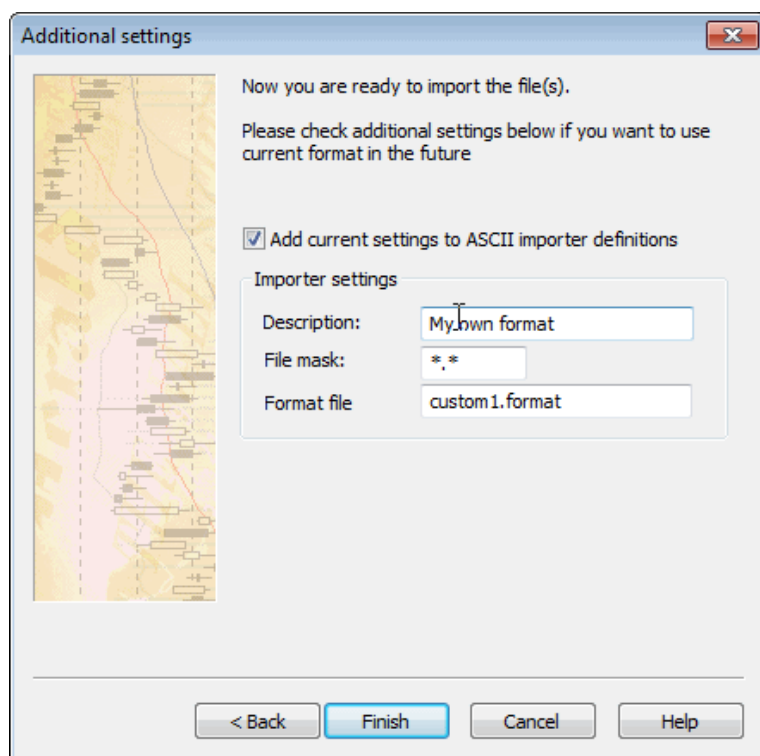 Additional settings
Now you are ready to import the file(s).
Please check additional settings below if you want to use
current format in the future
Add current settings to ASCII importer definitions
Importer settings
Description: My own format
File mask: *.*
Format file custom1.format
< Back Finish Cancel Help